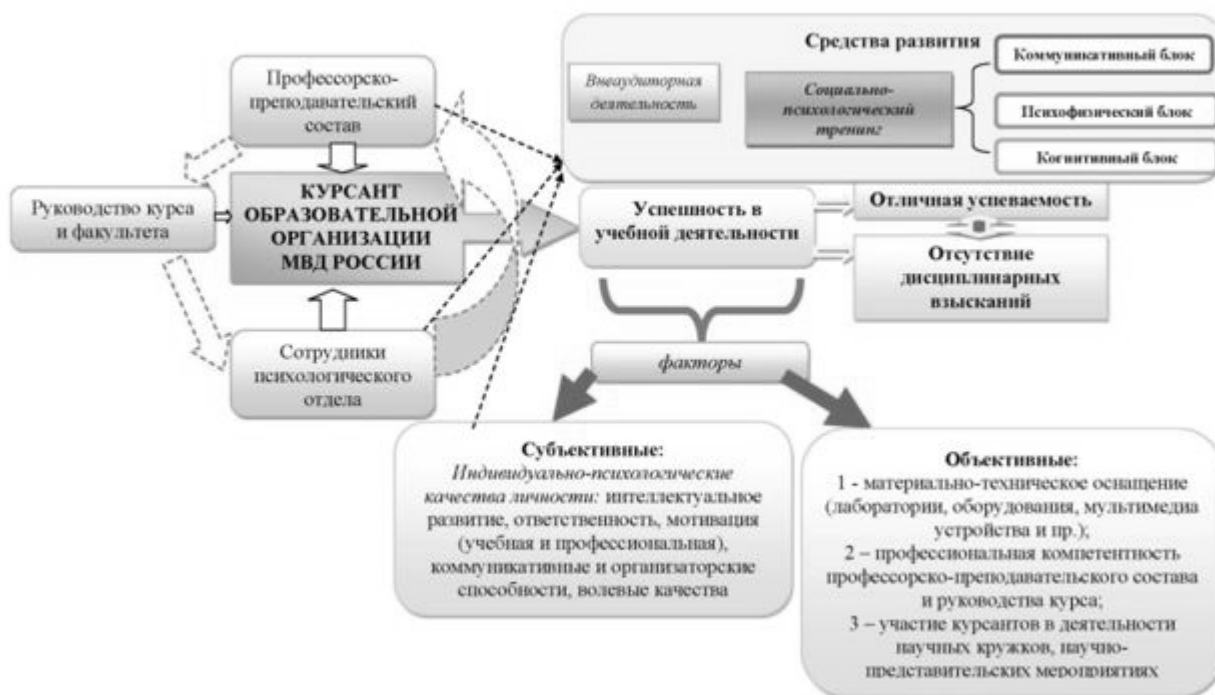 Профессорско-
преподавательский
состав
Руководство курса
и факультета
КУРСАНТ
ОБРАЗОВАТЕЛЬНОЙ
ОРГАНИЗАЦИИ
МВД РОССИИ
Сотрудники
психологического
отдела
Средства развития
Внеаудиторная
деятельность
Социально-
психологический
тренинг
Коммуникативный блок
Психофизический блок
Когнитивный блок
Успешность в
учебной деятельности
Отличная успеваемость
Отсутствие
дисциплинарных
взысканий
факторы
Субъективные:
Индивидуально-психологические
качества личности: интеллектуальное
развитие, ответственность, мотивация
(учебная и профессиональная),
коммуникативные и организаторские
способности, волевые качества
Объективные:
1 - материально-техническое оснащение
(лаборатории, оборудования, мультимедиа
устройства и пр.);
2 – профессиональная компетентность
профессорско-преподавательского состава
и руководства курса;
3 – участие курсантов в деятельности
научных кружков, научно-
представительских мероприятиях